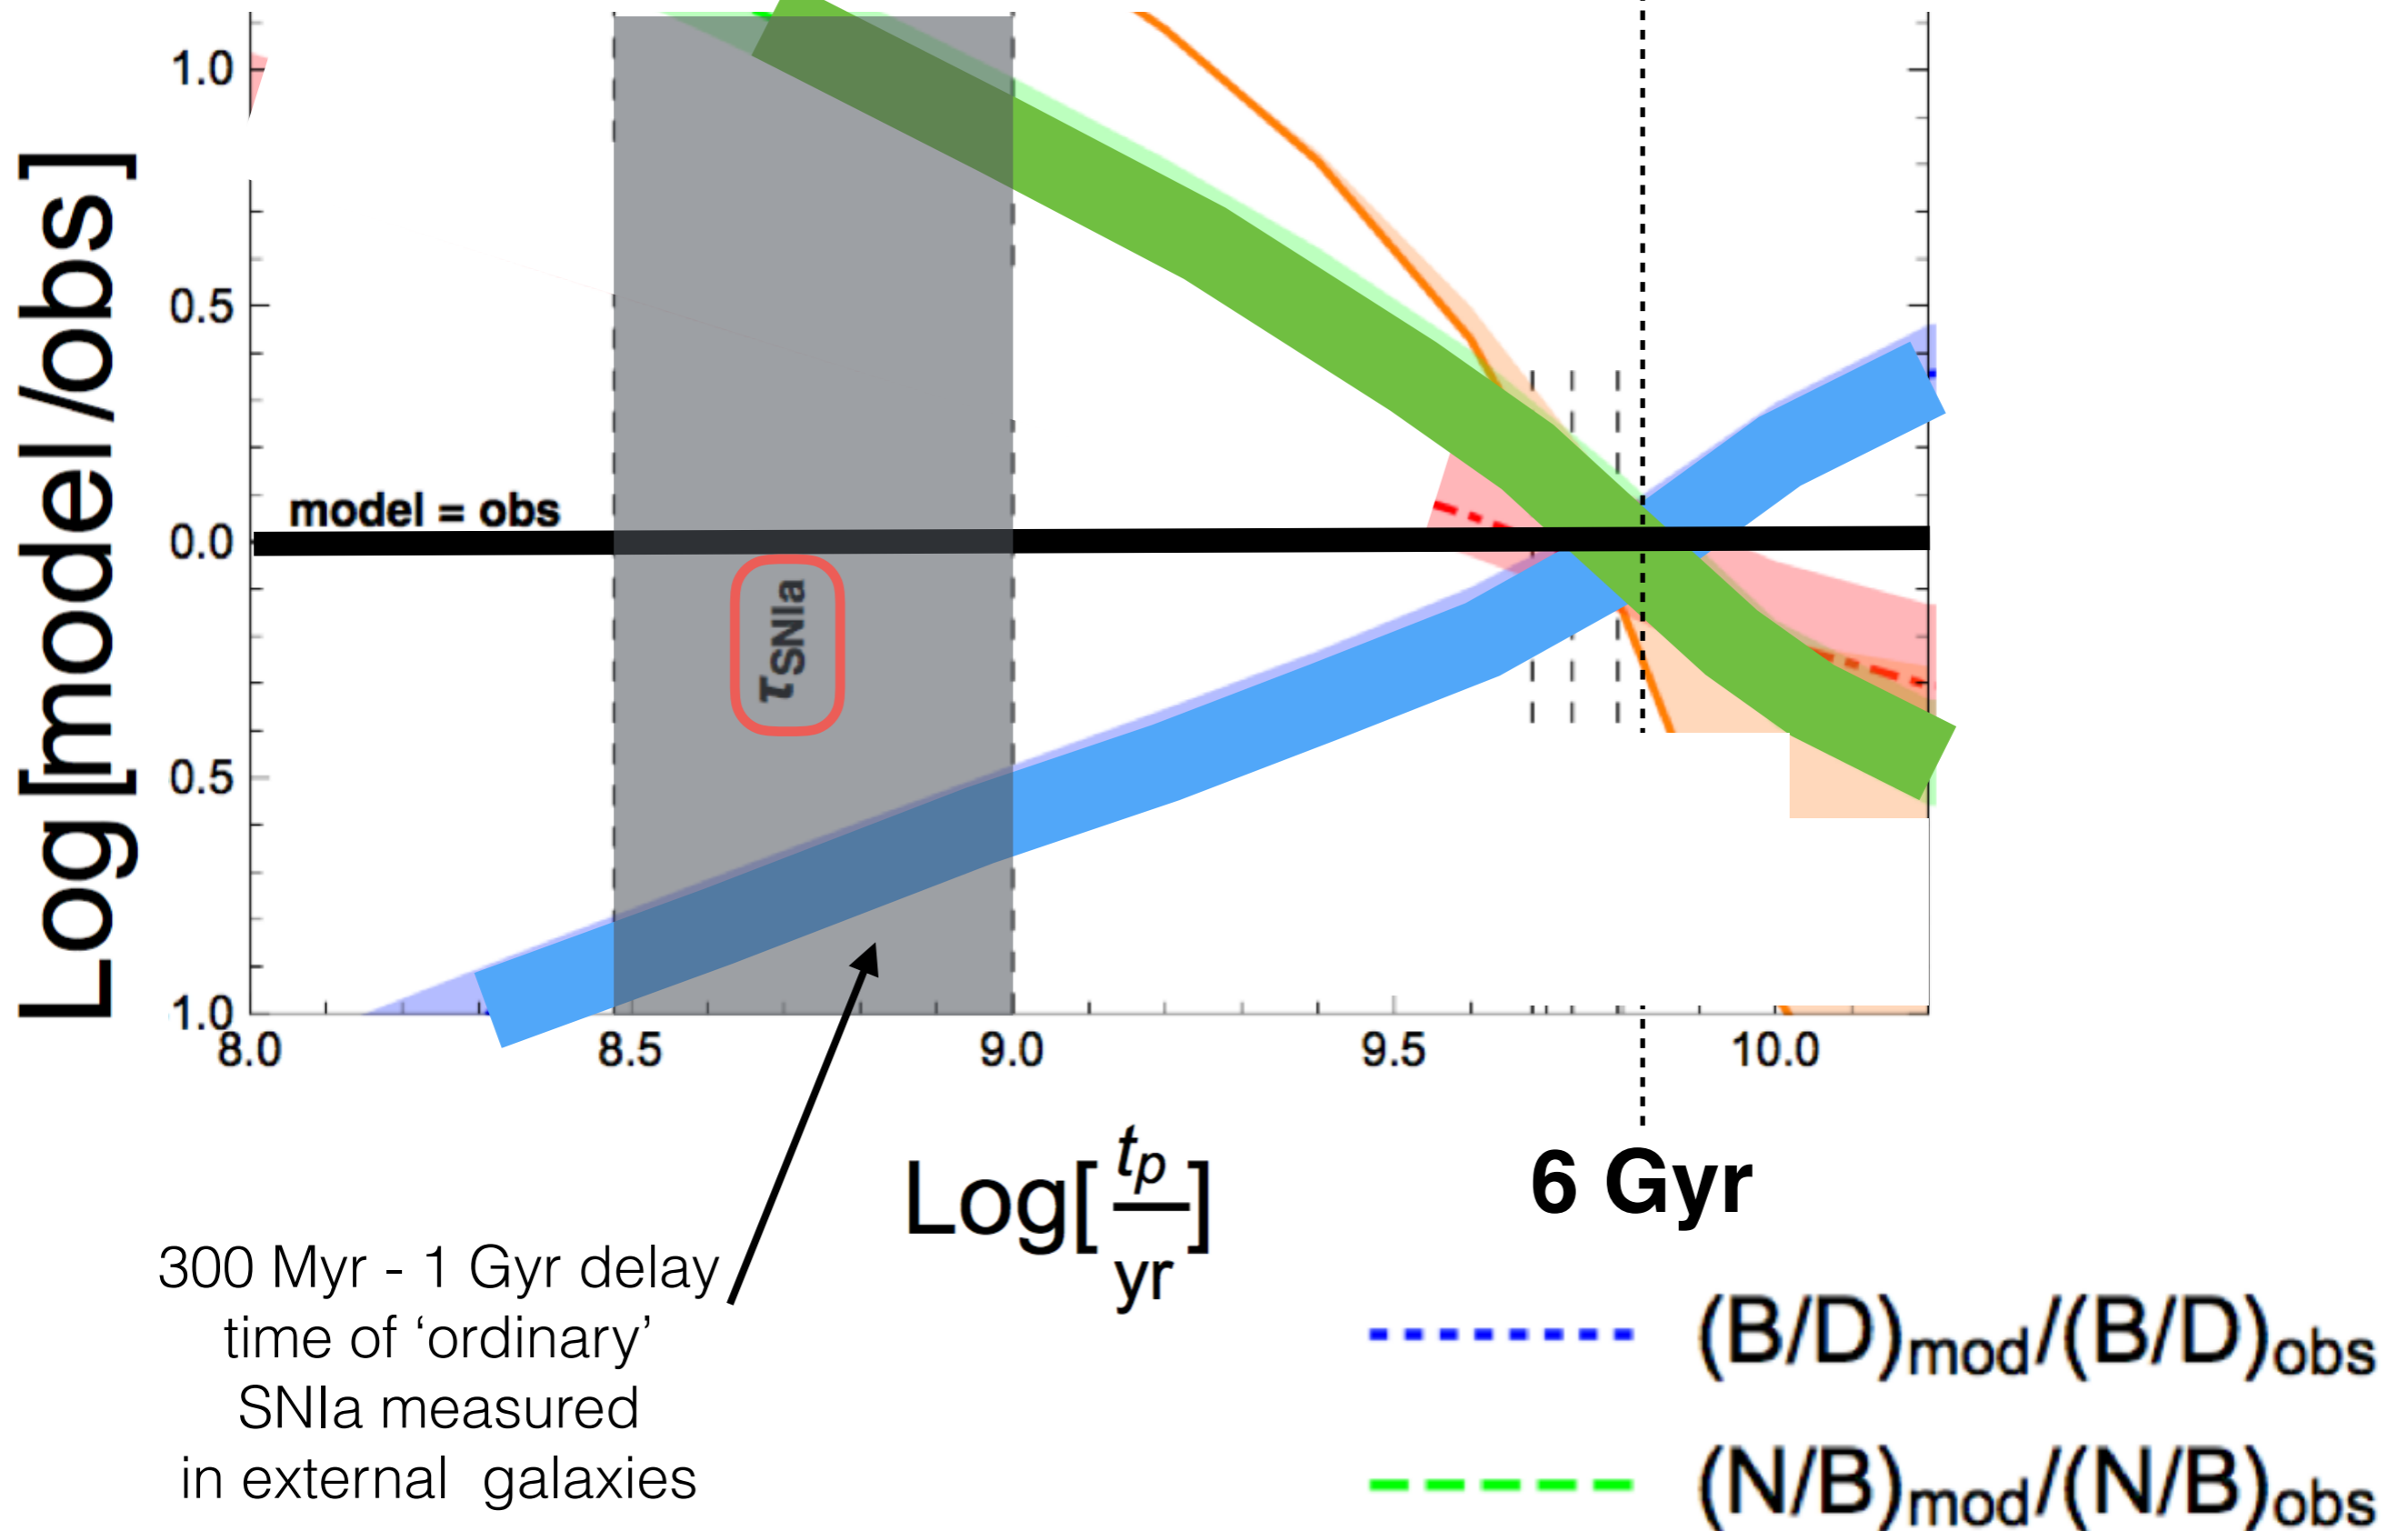 Log[model/obs]
1.0
0.5
model = obs
0.0
τSNIa
0.5
1.0
8.0 8.5 9.0 9.5 10.0
Log[tp/yr]
6 Gyr
300 Myr - 1 Gyr delay
time of ‘ordinary’
SNIa measured
in external galaxies
(B/D)mod/(B/D)obs
(N/B)mod/(N/B)obs